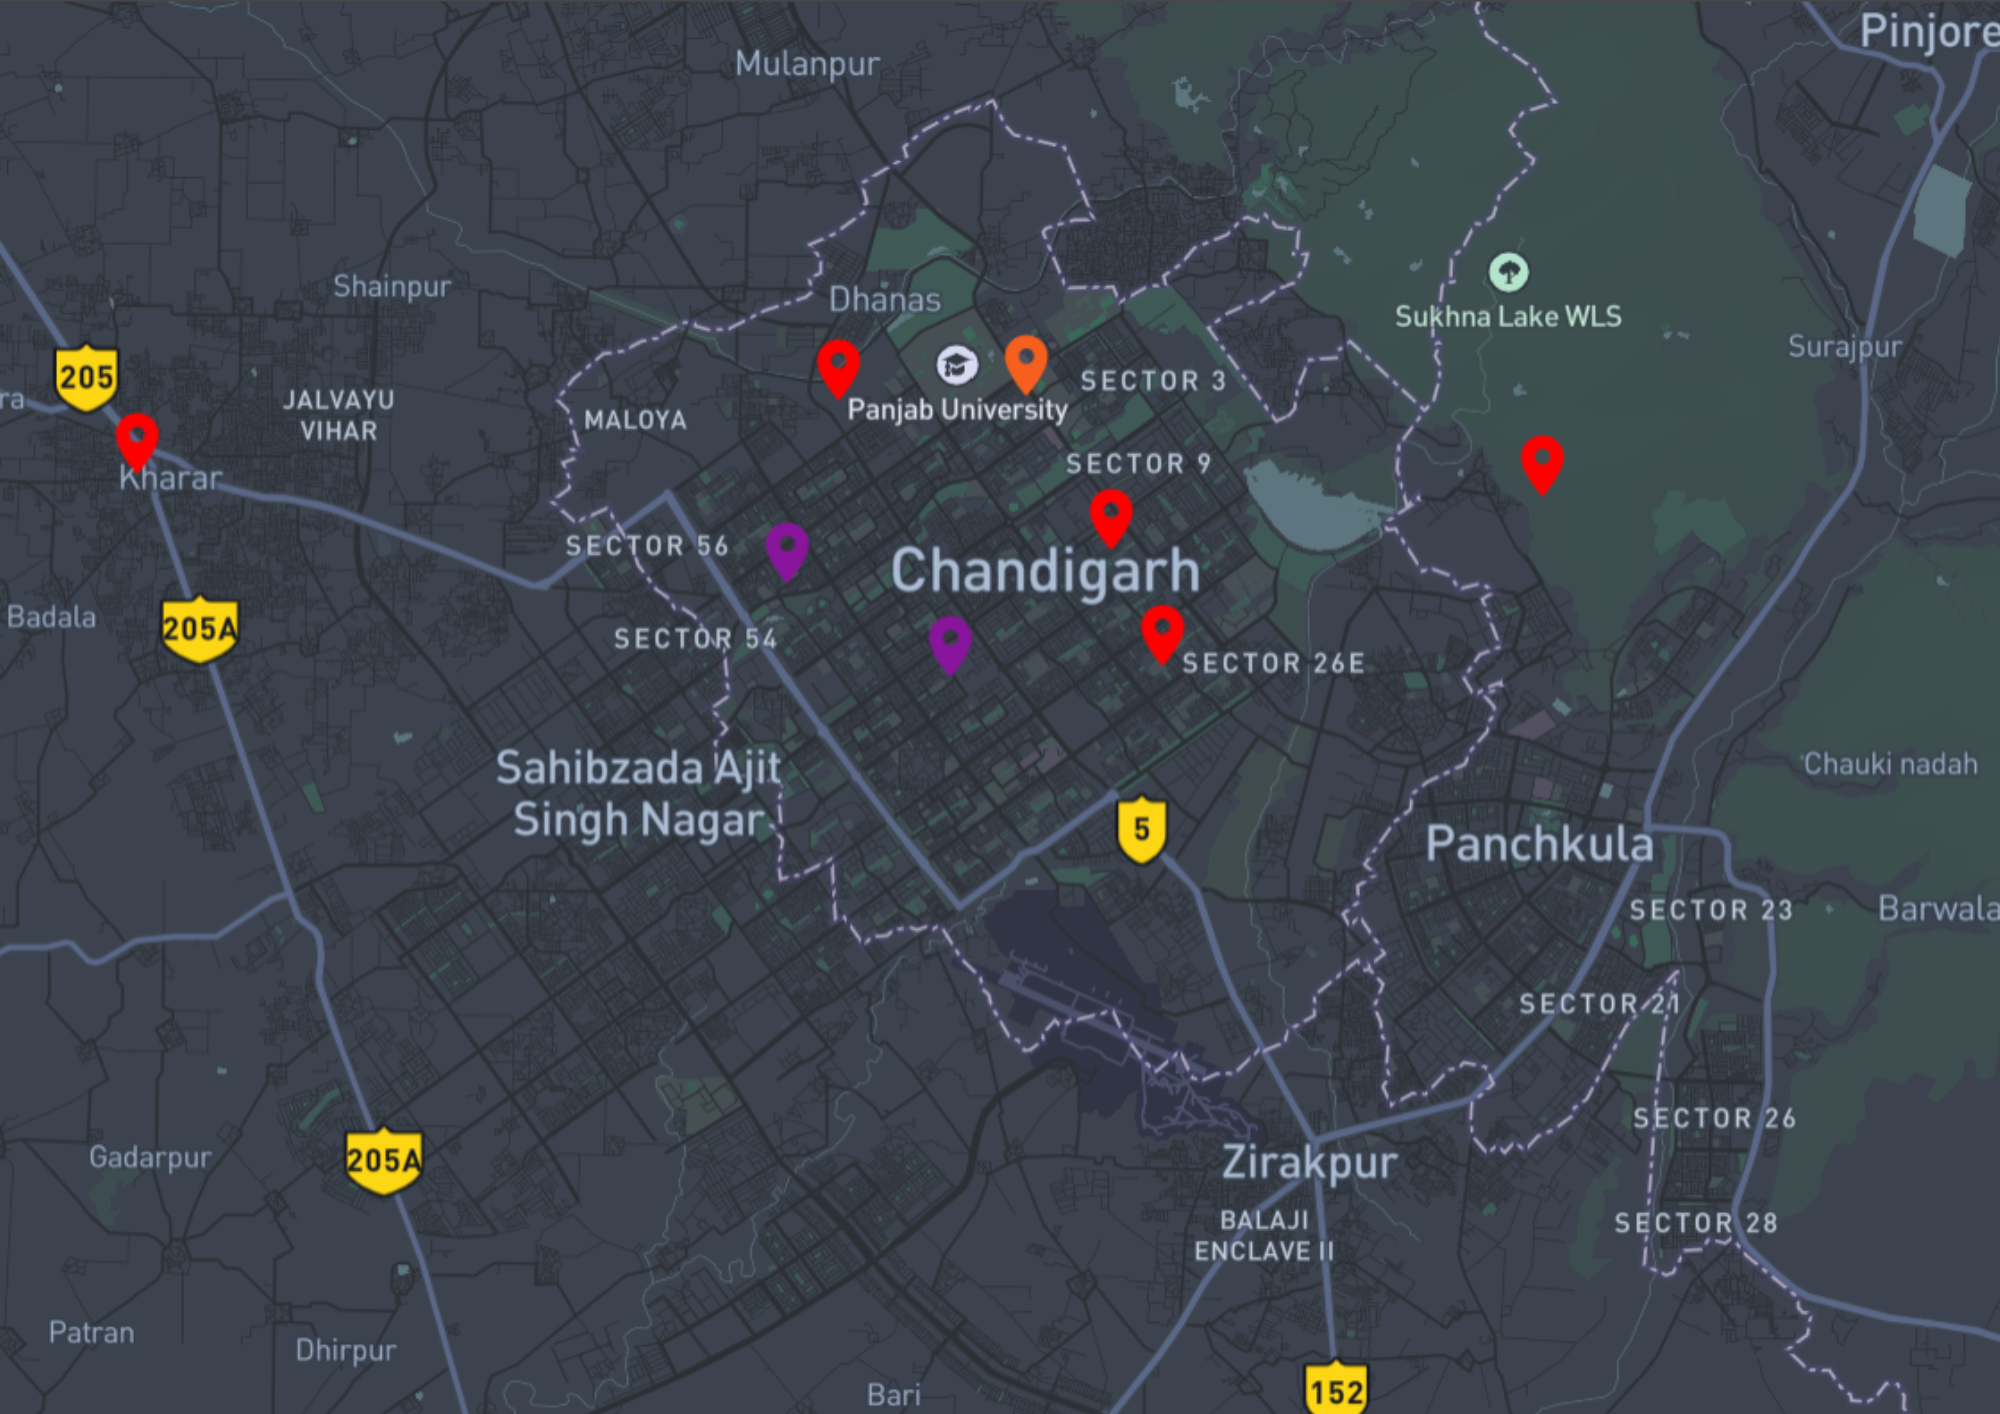 Pinjore
Mulanpur
Shainpur
Dhanas
Sukhna Lake WLS
Surajpur
205
ra
JALVAYU
VIHAR
MALOYA
Panjab University
SECTOR 3
Kharar
SECTOR 9
SECTOR 56
Chandigarh
Badala
205A
SECTOR 54
SECTOR 26E
Sahibzada Ajit
Singh Nagar
Chauki nadah
5
Panchkula
SECTOR 23
Barwala
SECTOR 21
SECTOR 26
Gadarpur
205A
Zirakpur
BALAJI
ENCLAVE II
SECTOR 28
Patran
Dhirpur
Bari
152